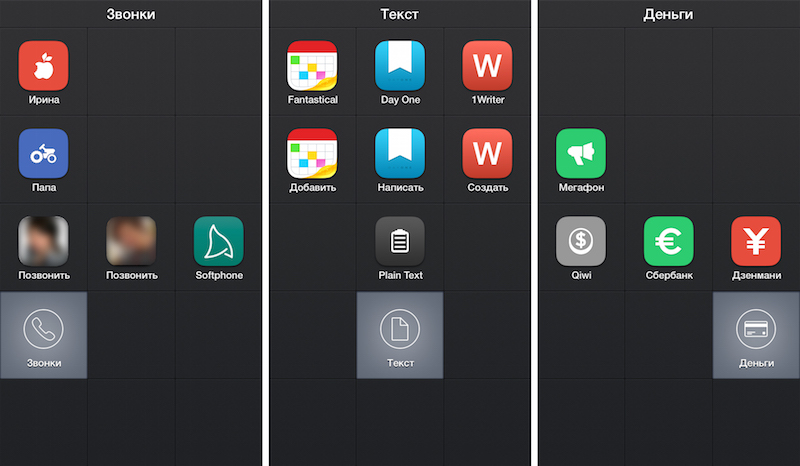 Звонки
Ирина
Папа
Позвонить
Позвонить
Softphone
Звонки
Текст
Fantastical
Day One
W
1Writer
Добавить
Написать
W
Создать
Plain Text
Текст
Деньги
Мегафон
$
Qiwi
€
Сбербанк
¥
Дзенмани
Деньги